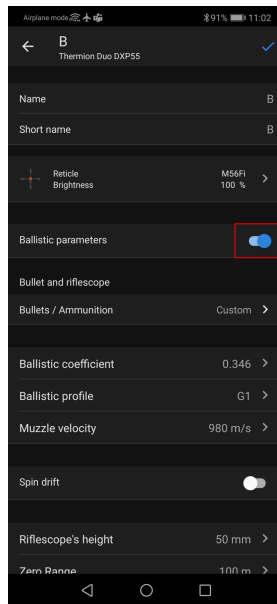 Airplane mode 91% 11:02
B
Thermion Duo DXP55
Name B
Short name B
Reticle M56Fi
Brightness 100 %
Ballistic parameters
Bullet and riflescope
Bullets / Ammunition Custom
Ballistic coefficient 0.346
Ballistic profile G1
Muzzle velocity 980 m/s
Spin drift
Riflescope's height 50 mm
Zero Range 100 m